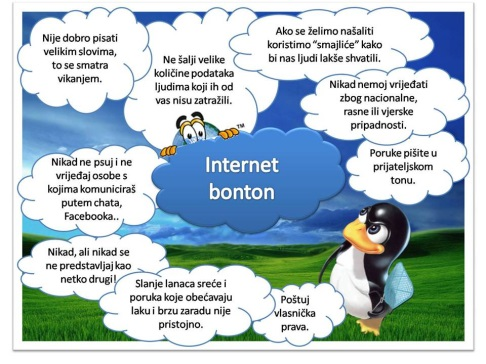 Nije dobro pisati
velikim slovima,
to se smatra
vikanjem.
Ne šalji velike
količine podataka
ljudima koji ih od
vas nisu zatražili.
Ako se želimo našaliti
koristimo “smajliće” kako
bi nas ljudi lakše shvatili.
Nikad nemoj vrijeđati
zbog nacionalne,
rasne ili vjerske
pripadnosti.
TM
Internet
bonton
Poruke pišite u
prijateljskom
tonu.
Nikad ne psuj i ne
vrijeđaj osobe s
kojima komuniciraš
putem chata,
Facebooka..
Nikad, ali nikad se
ne predstavljaj kao
netko drugi!
Slanje lanaca sreće i
poruka koje obećavaju
laku i brzu zaradu nije
pristojno.
Poštuj
vlasnička
prava.